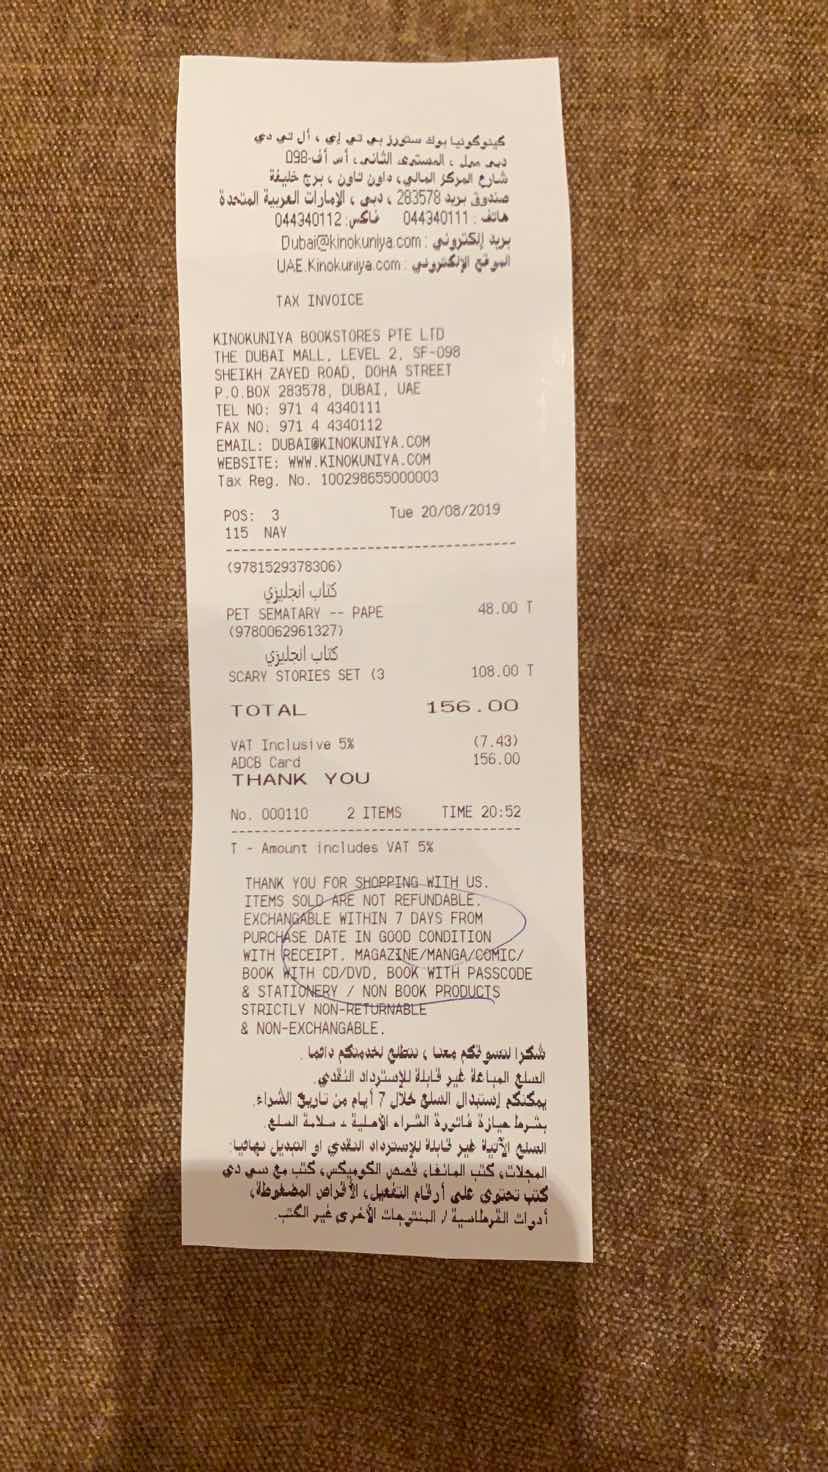 كينوكونيا بوك ستورز بي تي إي ، أل تي دي
دبي مول ، المستوى الثاني، أس أف-098
شارع المركز المالي، داون تاون ، برج خليفة
صندوق بريد 283578 ، دبي ، الإمارات العربية المتحدة
هاتف : 044340111 فاكس: 044340112
بريد إلكتروني : Dubai@kinokuniya.com
الموقع الإلكتروني : UAE.Kinokuniya.com
TAX INVOICE
KINOKUNIYA BOOKSTORES PTE LTD
THE DUBAI MALL, LEVEL 2, SF-098
SHEIKH ZAYED ROAD, DOHA STREET
P.O.BOX 283578, DUBAI, UAE
TEL NO: 971 4 4340111
FAX NO: 971 4 4340112
EMAIL: DUBAI@KINOKUNIYA.COM
WEBSITE: WWW.KINOKUNIYA.COM
Tax Reg. No. 100298655000003
POS: 3 Tue 20/08/2019
115 NAY
(9781529378306)
كتاب انجليزي
PET SEMATARY -- PAPE 48.00 T
(9780062961327)
كتاب انجليزي
SCARY STORIES SET (3 108.00 T
TOTAL 156.00
VAT Inclusive 5% (7.43)
ADCB Card 156.00
THANK YOU
No. 000110 2 ITEMS TIME 20:52
T - Amount includes VAT 5%
THANK YOU FOR SHOPPING WITH US.
ITEMS SOLD ARE NOT REFUNDABLE.
EXCHANGABLE WITHIN 7 DAYS FROM
PURCHASE DATE IN GOOD CONDITION
WITH RECEIPT. MAGAZINE/MANGA/COMIC/
BOOK WITH CD/DVD, BOOK WITH PASSCODE
& STATIONERY / NON BOOK PRODUCTS
STRICTLY NON-RETURNABLE
& NON-EXCHANGABLE.
شكرا لتسوقكم معنا ، نتطلع لخدمتكم دائما .
السلع المباعة غير قابلة للإسترداد النقدي.
يمكنكم إستبدال السلع خلال 7 أيام من تاريخ الشراء.
بشرط حيازة فاتورة الشراء الأصلية ـ سلامة السلع.
السلع الآتية غير قابلة للإسترداد النقدي او التبديل نهائيا:
المجلات، كتب المانغا، قصص الكوميكس، كتب مع سي دي
كتب تحتوي على أرقام التفعيل، الأقراص المضغوطة،
أدوات القرطاسية / المنتوجات الأخرى غير الكتب.